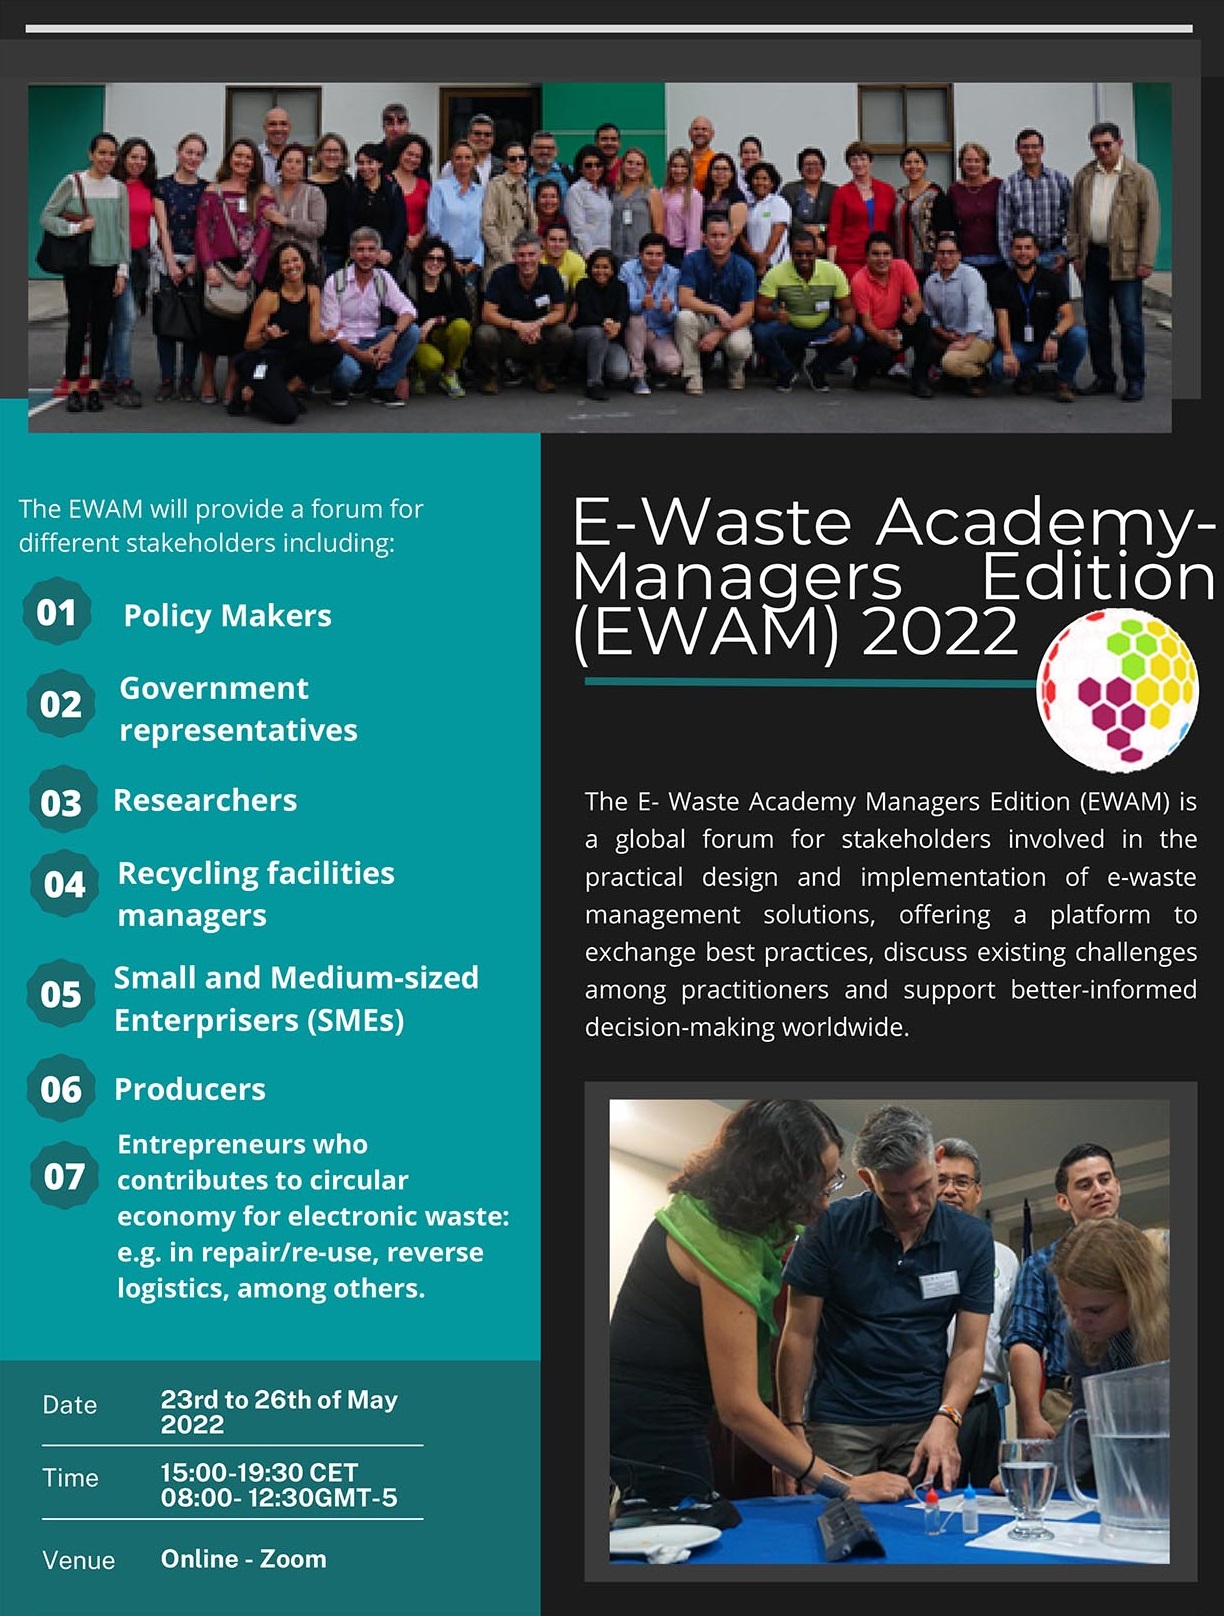 The EWAM will provide a forum for
different stakeholders including:
01 Policy Makers
02 Government
representatives
03 Researchers
04 Recycling facilities
managers
05 Small and Medium-sized
Enterprisers (SMEs)
06 Producers
07 Entrepreneurs who
contributes to circular
economy for electronic waste:
e.g. in repair/re-use, reverse
logistics, among others.
Date 23rd to 26th of May
2022
Time 15:00-19:30 CET
08:00- 12:30GMT-5
Venue Online - Zoom
E-Waste Academy-
Managers Edition
(EWAM) 2022
The E- Waste Academy Managers Edition (EWAM) is
a global forum for stakeholders involved in the
practical design and implementation of e-waste
management solutions, offering a platform to
exchange best practices, discuss existing challenges
among practitioners and support better-informed
decision-making worldwide.